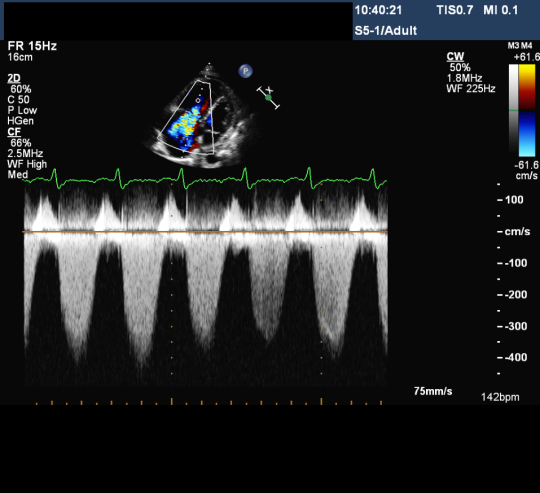 10:40:21 TIS0.7 MI 0.1
S5-1/Adult
FR 15Hz
16cm
2D
60%
C 50
P Low
HGen
CF
66%
2.5MHz
WF High
Med
P
CW
50%
1.8MHz
WF 225Hz
M3 M4
+61.6
-61.6
cm/s
100
cm/s
-100
-200
-300
-400
75mm/s
142bpm